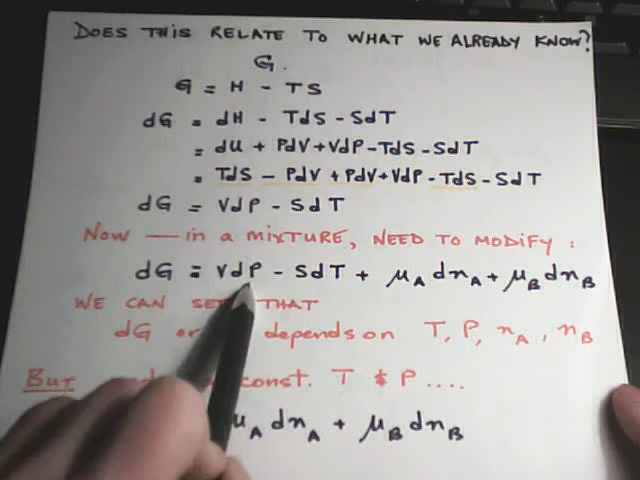 DOES THIS RELATE TO WHAT WE ALREADY KNOW?
G.
G = H - TS
dG = dH - TdS - SdT
= dU + PdV + VdP - TdS - SdT
= TdS - PdV + PdV + VdP - TdS - SdT
dG = VdP - SdT
NOW — in a MIXTURE, NEED TO MODIFY:
dG = VdP - SdT + μA dnA + μB dnB
WE CAN THAT
dG or depends on T, P, nA, nB
BUT const. T & P ....
μA dnA + μB dnB